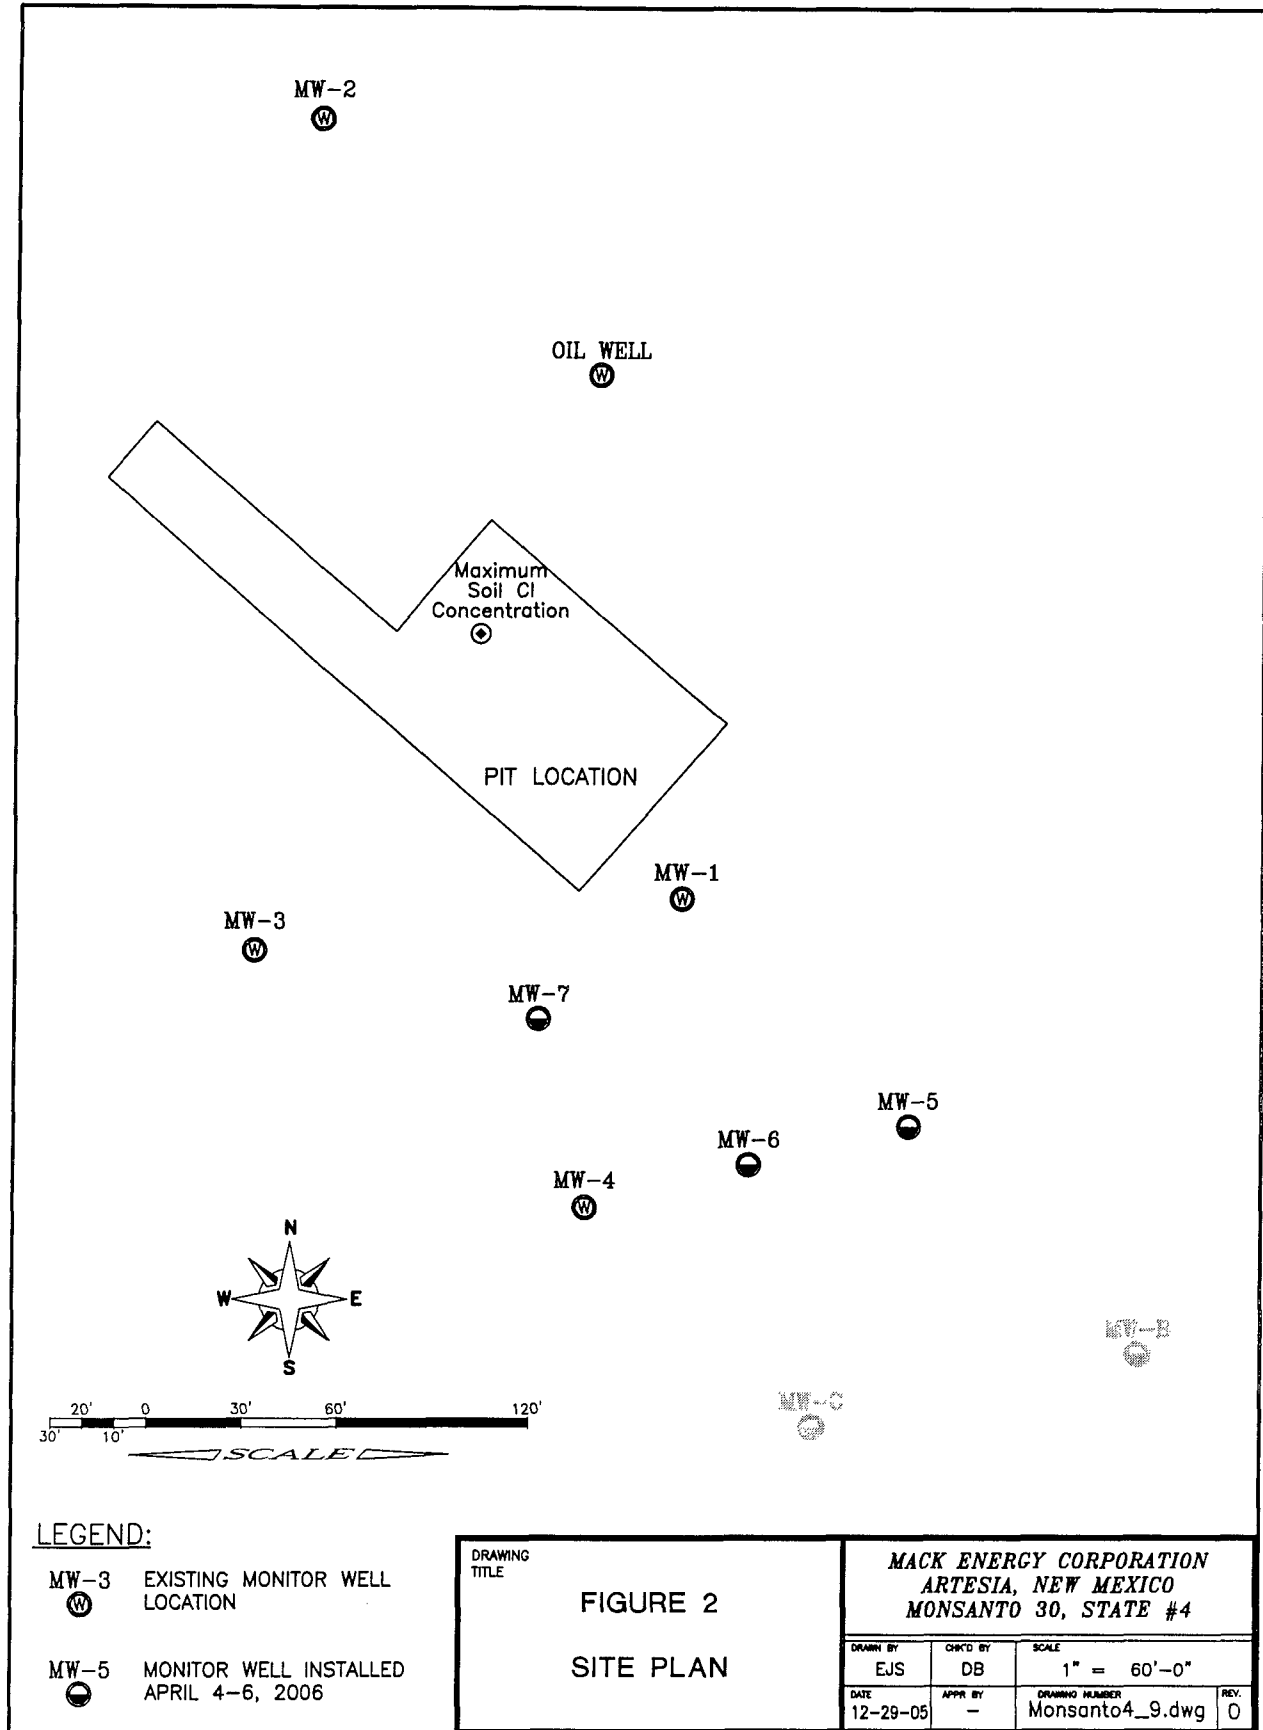 MW-2
OIL WELL
Maximum
Soil Cl
Concentration
PIT LOCATION
MW-1
MW-3
MW-7
MW-5
MW-6
MW-4
N
W E
S
MW-B
MW-C
20' 0 30' 60' 120'
30' 10'
SCALE
LEGEND:
MW-3 EXISTING MONITOR WELL
LOCATION
MW-5 MONITOR WELL INSTALLED
APRIL 4-6, 2006
DRAWING
TITLE
FIGURE 2
SITE PLAN
MACK ENERGY CORPORATION
ARTESIA, NEW MEXICO
MONSANTO 30, STATE #4
DRAWN BY CHK'D BY SCALE
EJS DB 1" = 60'-0"
DATE APPR BY DRAWING NUMBER REV.
12-29-05 - Monsanto4_9.dwg 0